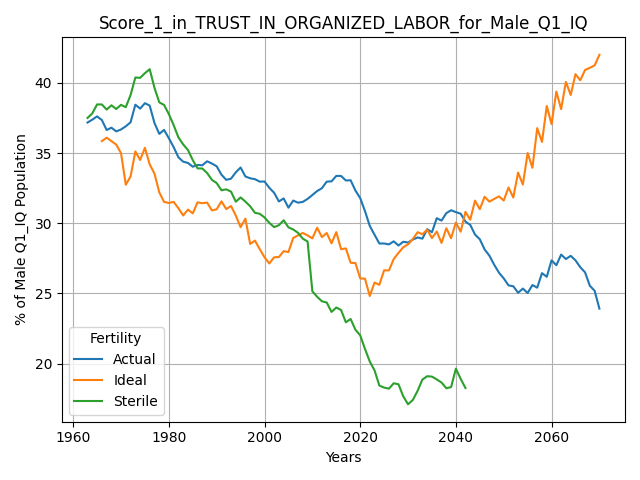 Score_1_in_TRUST_IN_ORGANIZED_LABOR_for_Male_Q1_IQ
% of Male Q1_IQ Population
40
35
30
25
20
Fertility
Actual
Ideal
Sterile
1960 1980 2000 2020 2040 2060
Years